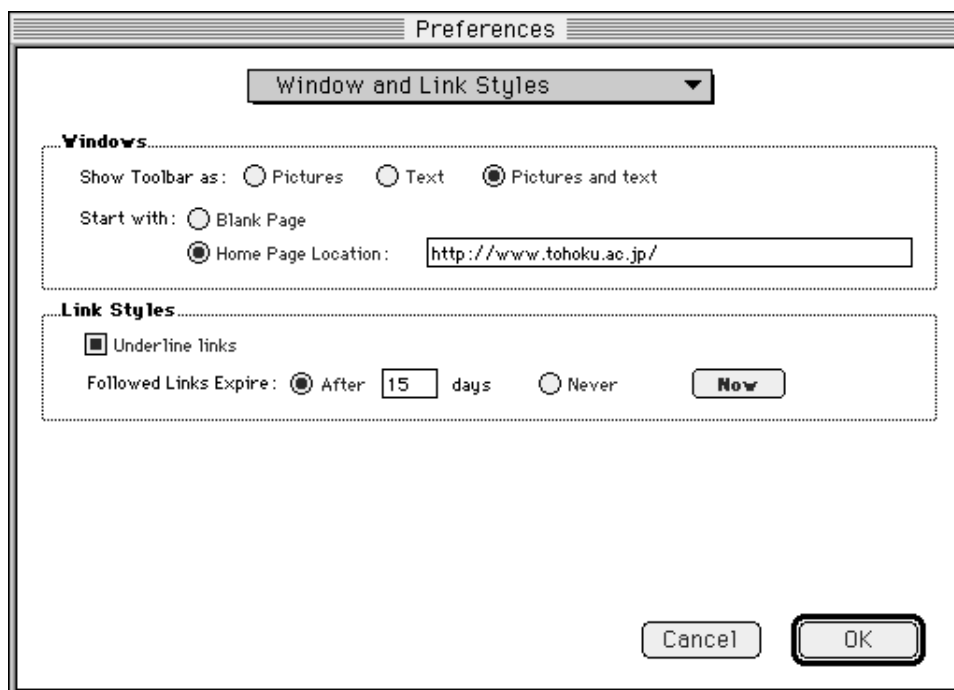 Preferences
Window and Link Styles
Windows
Show Toolbar as: Pictures Text Pictures and text
Start with: Blank Page
Home Page Location: http://www.tohoku.ac.jp/
Link Styles
Underline links
Followed Links Expire: After 15 days Never Now
Cancel OK